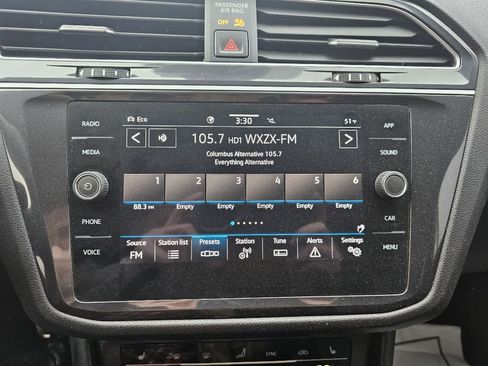 PASSENGER
AIR BAG
OFF
Eco 3:30 51°F
RADIO
MEDIA
PHONE
VOICE
APP
SOUND
CAR
MENU
105.7 HD1 WXZX-FM
Columbus Alternative 105.7
Everything Alternative
1 2 3 4 5 6
88.3 FM Empty Empty Empty Empty Empty
Source Station list Presets Station Tune Alerts Settings
FM
SYNC